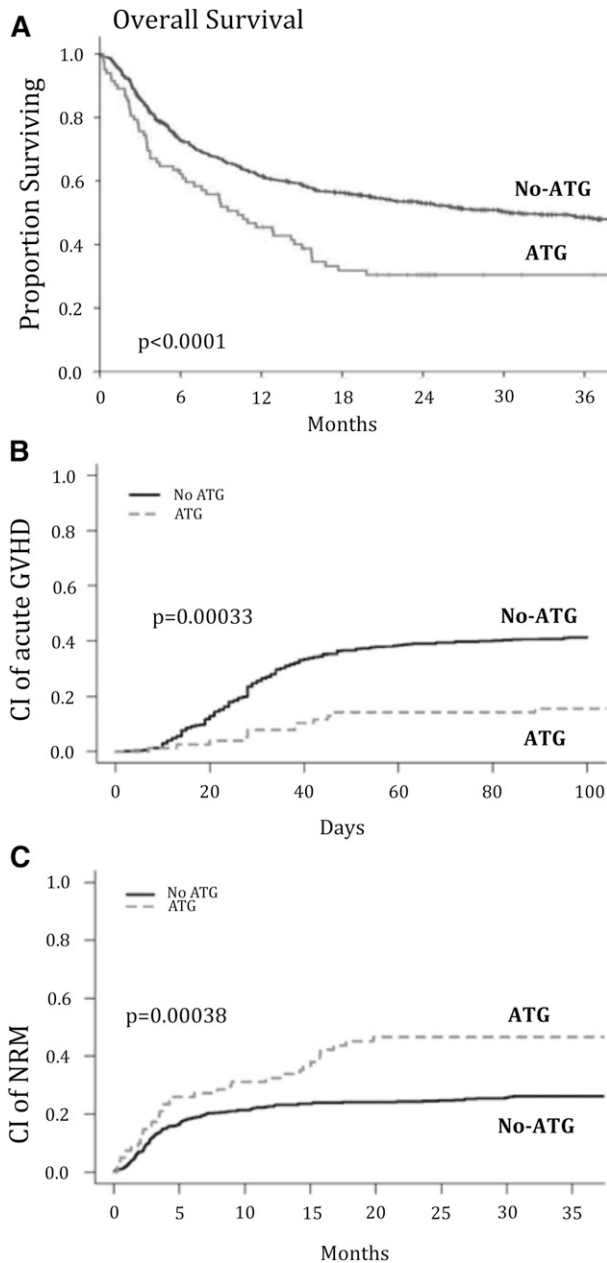 A
Overall Survival
Proportion Surviving
1.0
0.8
0.6
0.4
0.2
0.0
No-ATG
ATG
p<0.0001
0 6 12 18 24 30 36
Months
B
CI of acute GVHD
1.0
0.8
0.6
0.4
0.2
0.0
No ATG
ATG
p=0.00033
No-ATG
ATG
0 20 40 60 80 100
Days
C
CI of NRM
1.0
0.8
0.6
0.4
0.2
0.0
No ATG
ATG
p=0.00038
ATG
No-ATG
0 5 10 15 20 25 30 35
Months